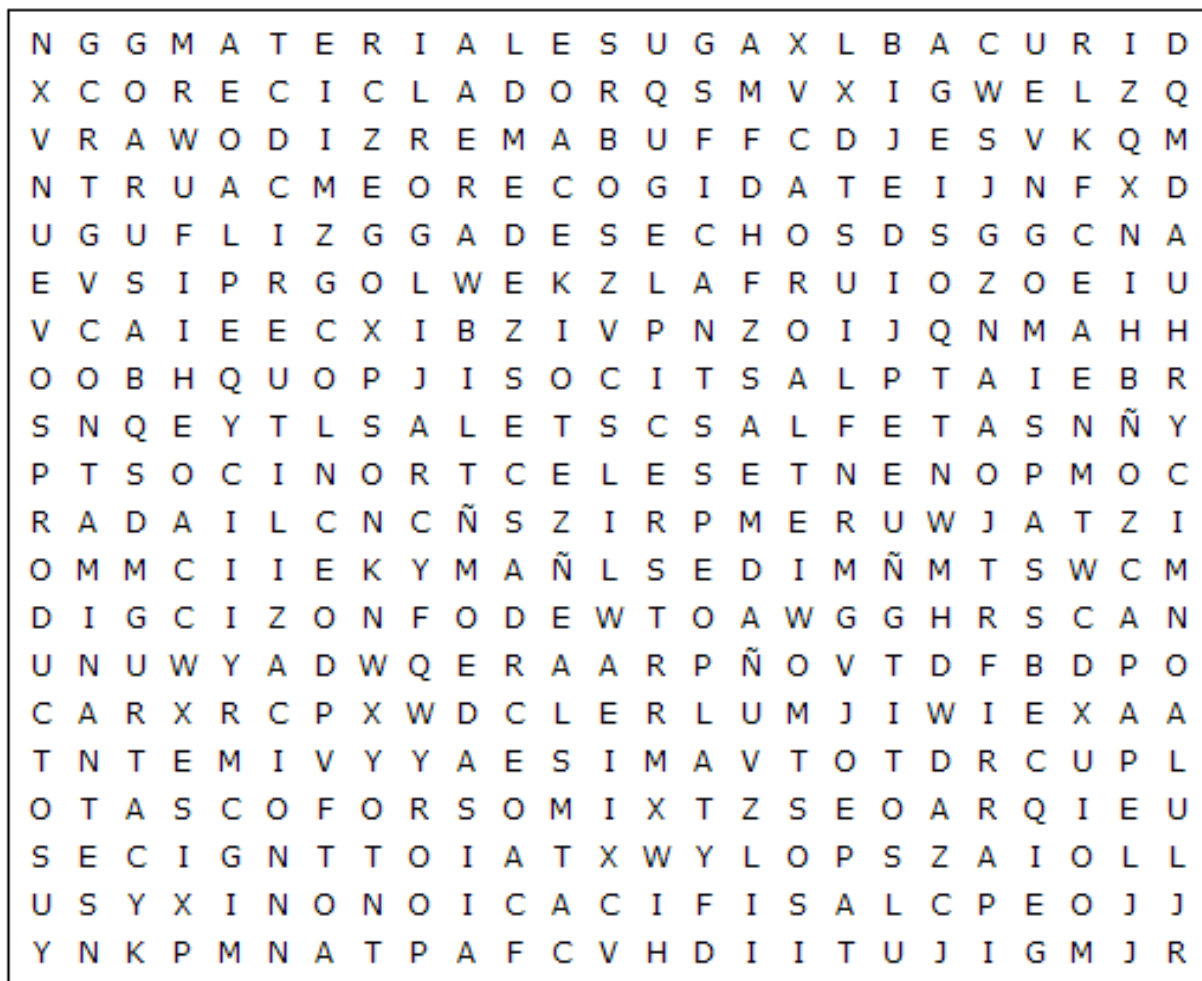 N G G M A T E R I A L E S U G A X L B A C U R I D
X C O R E C I C L A D O R Q S M V X I G W E L Z Q
V R A W O D I Z R E M A B U F F C D J E S V K Q M
N T R U A C M E O R E C O G I D A T E I J N F X D
U G U F L I Z G G A D E S E C H O S D S G G C N A
E V S I P R G O L W E K Z L A F R U I O Z O E I U
V C A I E E C X I B Z I V P N Z O I J Q N M A H H
O O B H Q U O P J I S O C I T S A L P T A I E B R
S N Q E Y T L S A L E T S C S A L F E T A S N Ñ Y
P T S O C I N O R T C E L E S E T N E N O P M O C
R A D A I L C N C Ñ S Z I R P M E R U W J A T Z I
O M M C I I E K Y M A Ñ L S E D I M Ñ M T S W C M
D I G C I Z O N F O D E W T O A W G G H R S C A N
U N U W Y A D W Q E R A A R P Ñ O V T D F B D P O
C A R X R C P X W D C L E R L U M J I W I E X A A
T N T E M I V Y Y A E S I M A V T O T D R C U P L
O T A S C O F O R S O M I X T Z S E O A R Q I E U
S E C I G N T T O I A T X W Y L O P S Z A I O L L
U S Y X I N O N O I C A C I F I S A L C P E O J J
Y N K P M N A T P A F C V H D I I T U J I G M J R